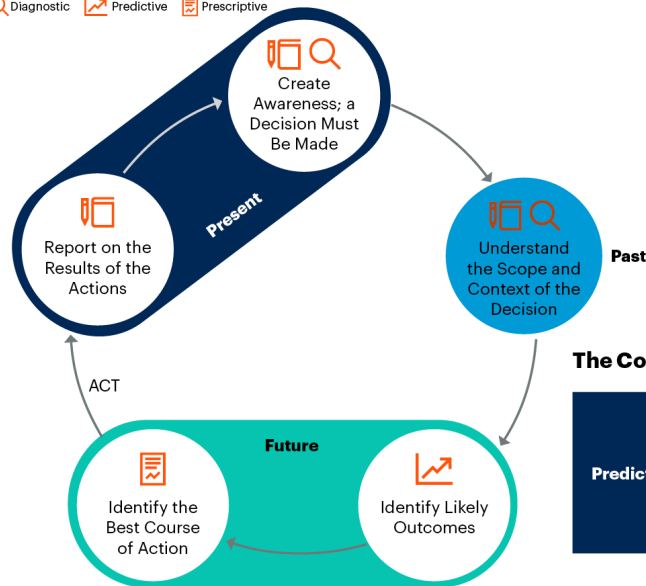 Diagnostic Predictive Prescriptive
Create
Awareness; a
Decision Must
Be Made
Present
Report on the
Results of the
Actions
Understand
the Scope and
Context of the
Decision
Past
ACT
The Co
Predict
Future
Identify the
Best Course
of Action
Identify Likely
Outcomes